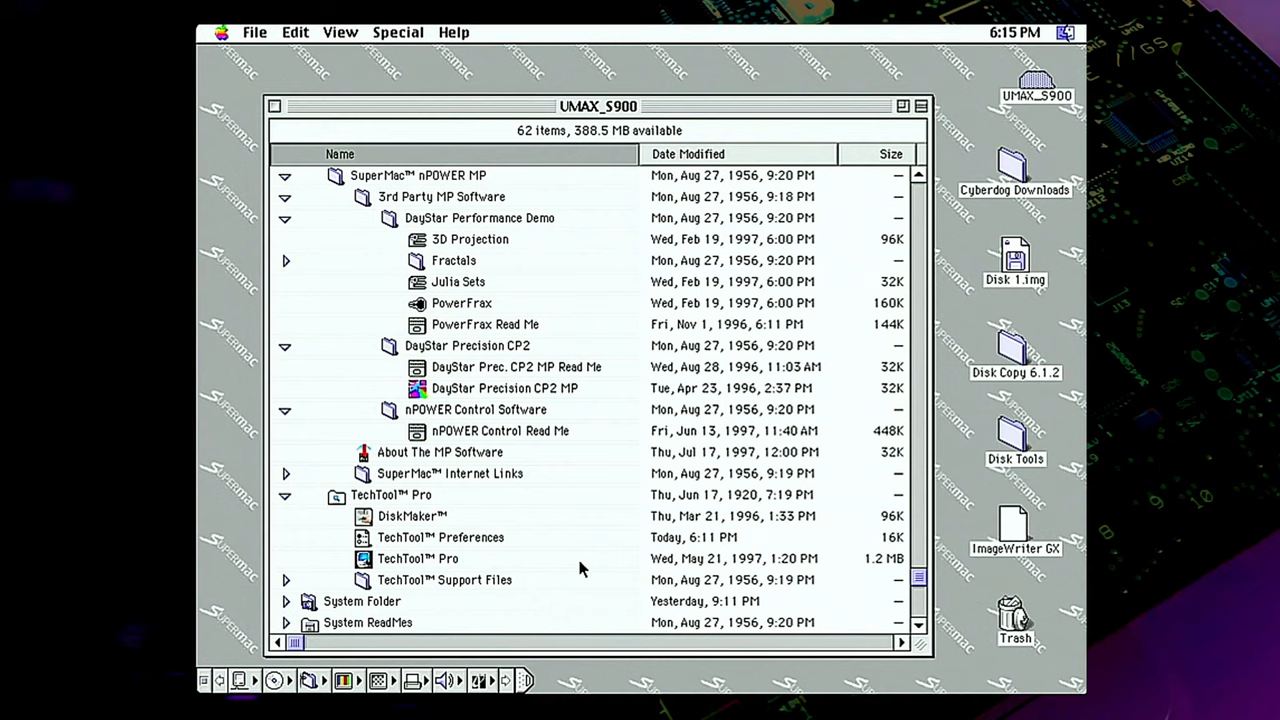 File Edit View Special Help 6:15 PM
UMAX_S900
62 items, 388.5 MB available
Name Date Modified Size
SuperMac™ nPOWER MP Mon, Aug 27, 1956, 9:20 PM –
3rd Party MP Software Mon, Aug 27, 1956, 9:18 PM –
DayStar Performance Demo Mon, Aug 27, 1956, 9:20 PM –
3D Projection Wed, Feb 19, 1997, 6:00 PM 96K
Fractals Mon, Aug 27, 1956, 9:20 PM –
Julia Sets Wed, Feb 19, 1997, 6:00 PM 32K
PowerFrax Wed, Feb 19, 1997, 6:00 PM 160K
PowerFrax Read Me Fri, Nov 1, 1996, 6:11 PM 144K
DayStar Precision CP2 Mon, Aug 27, 1956, 9:20 PM –
DayStar Prec. CP2 MP Read Me Wed, Aug 28, 1996, 11:03 AM 32K
DayStar Precision CP2 MP Tue, Apr 23, 1996, 2:37 PM 32K
nPOWER Control Software Mon, Aug 27, 1956, 9:20 PM –
nPOWER Control Read Me Fri, Jun 13, 1997, 11:40 AM 448K
About The MP Software Thu, Jul 17, 1997, 12:00 PM 32K
SuperMac™ Internet Links Mon, Aug 27, 1956, 9:19 PM –
TechTool™ Pro Thu, Jun 17, 1920, 7:19 PM –
DiskMaker™ Thu, Mar 21, 1996, 1:33 PM 96K
TechTool™ Preferences Today, 6:11 PM 16K
TechTool™ Pro Wed, May 21, 1997, 1:20 PM 1.2 MB
TechTool™ Support Files Mon, Aug 27, 1956, 9:19 PM –
System Folder Yesterday, 9:11 PM –
System ReadMes Mon, Aug 27, 1956, 9:20 PM –
UMAX_S900
Cyberdog Downloads
Disk 1.img
Disk Copy 6.1.2
Disk Tools
ImageWriter GX
Trash
SUPERMAC